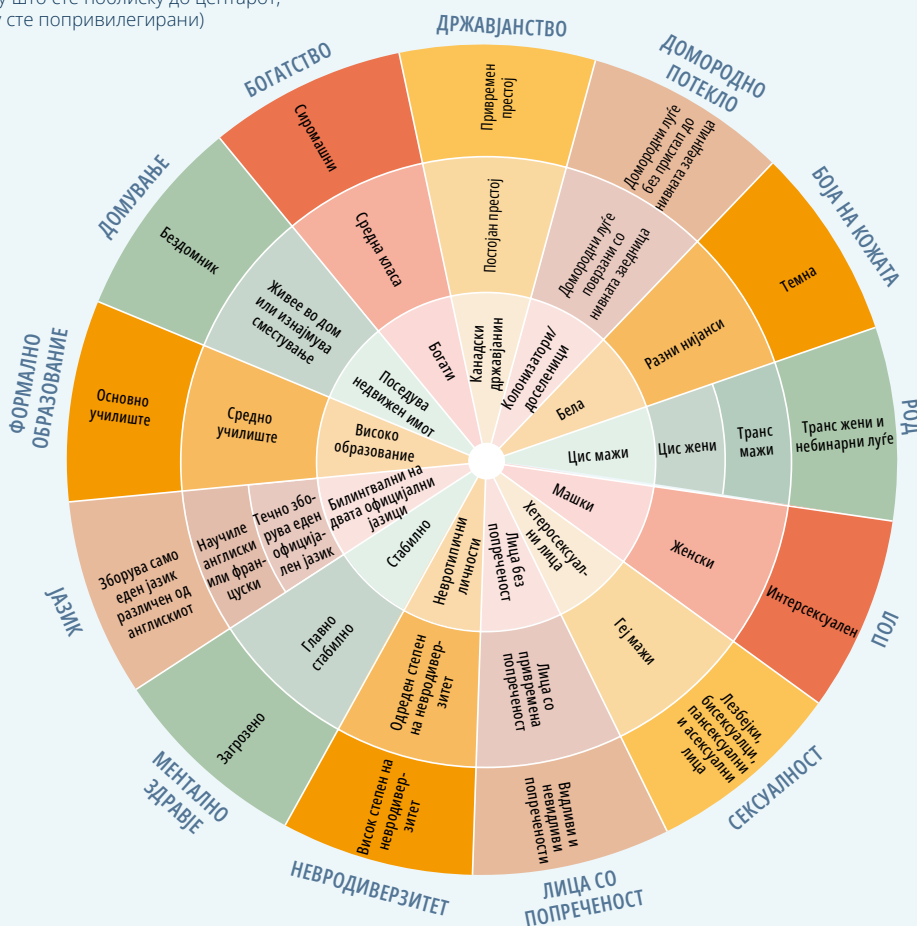 што сте поблиску до центарот,
сте попривилегирани)
ДРЖАВЈАНСТВО
Привремен
престој
Постојан престој
Канадски
државјанин
ДОМОРОДНО
ПОТЕКЛО
Домородни луѓе
без пристап до
нивната заедница
Домородни луѓе
поврзани со
нивната заедница
Колонизатори/
доселеници
БОЈА НА КОЖАТА
Темна
Разни нијанси
Бела
РОД
Транс жени и
небинарни луѓе
Транс
мажи
Цис жени
Цис мажи
ПОЛ
Интерсексуален
Женски
Машки
СЕКСУАЛНОСТ
Лезбејки,
бисексуалци,
пансексуални
и асексуални
лица
Геј мажи
Хетеросексуал-
ни лица
ЛИЦА СО
ПОПРЕЧЕНОСТ
Видливи и
невидливи
попречености
Лица со
привремена
попреченост
Лица без
попреченост
НЕВРОДИВЕРЗИТЕТ
Висок степен на
невродивер-
зитет
Одреден степен
на невродивер-
зитет
Невротипични
личности
МЕНТАЛНО
ЗДРАВЈЕ
Загрозено
Главно
стабилно
Стабилно
ЈАЗИК
Зборува само
еден јазик
различен од
англискиот
Научиле
англиски
или фран-
цуски
Течно збо-
рува еден
официја-
лен јазик
Билингвални на
двата официјални
јазици
ФОРМАЛНО
ОБРАЗОВАНИЕ
Основно
училиште
Средно
училиште
Високо
образование
ДОМУВАЊЕ
Бездомник
Живее во дом
или изнајмува
сместување
Поседува
недвижен имот
БОГАТСТВО
Сиромашни
Средна класа
Богати